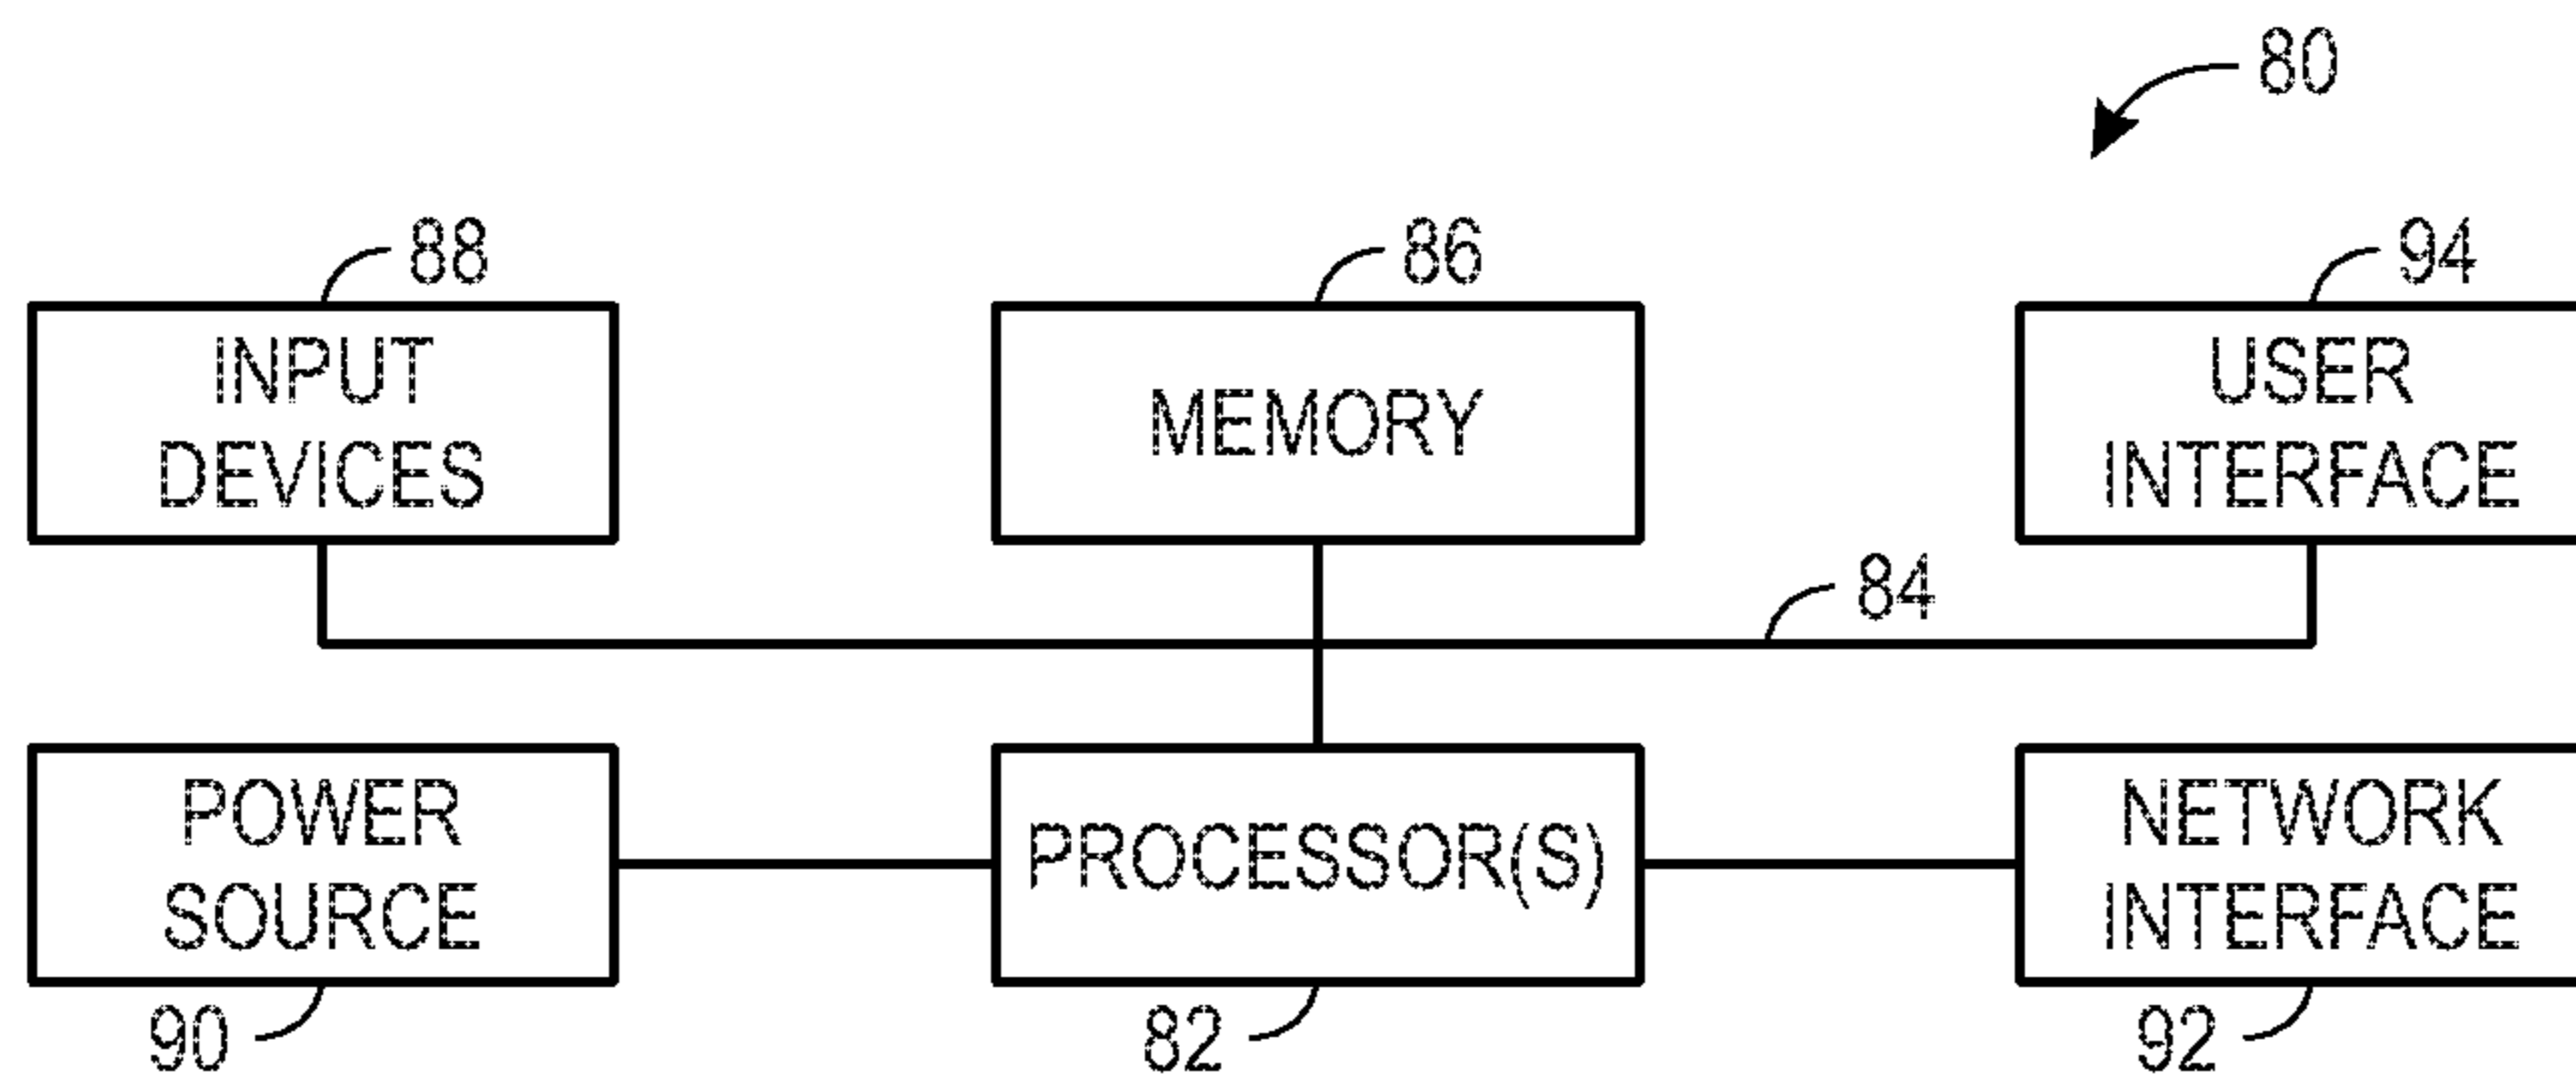 80
88
86
94
INPUT
DEVICES
MEMORY
USER
INTERFACE
84
POWER
SOURCE
PROCESSOR(S)
NETWORK
INTERFACE
90
82
92